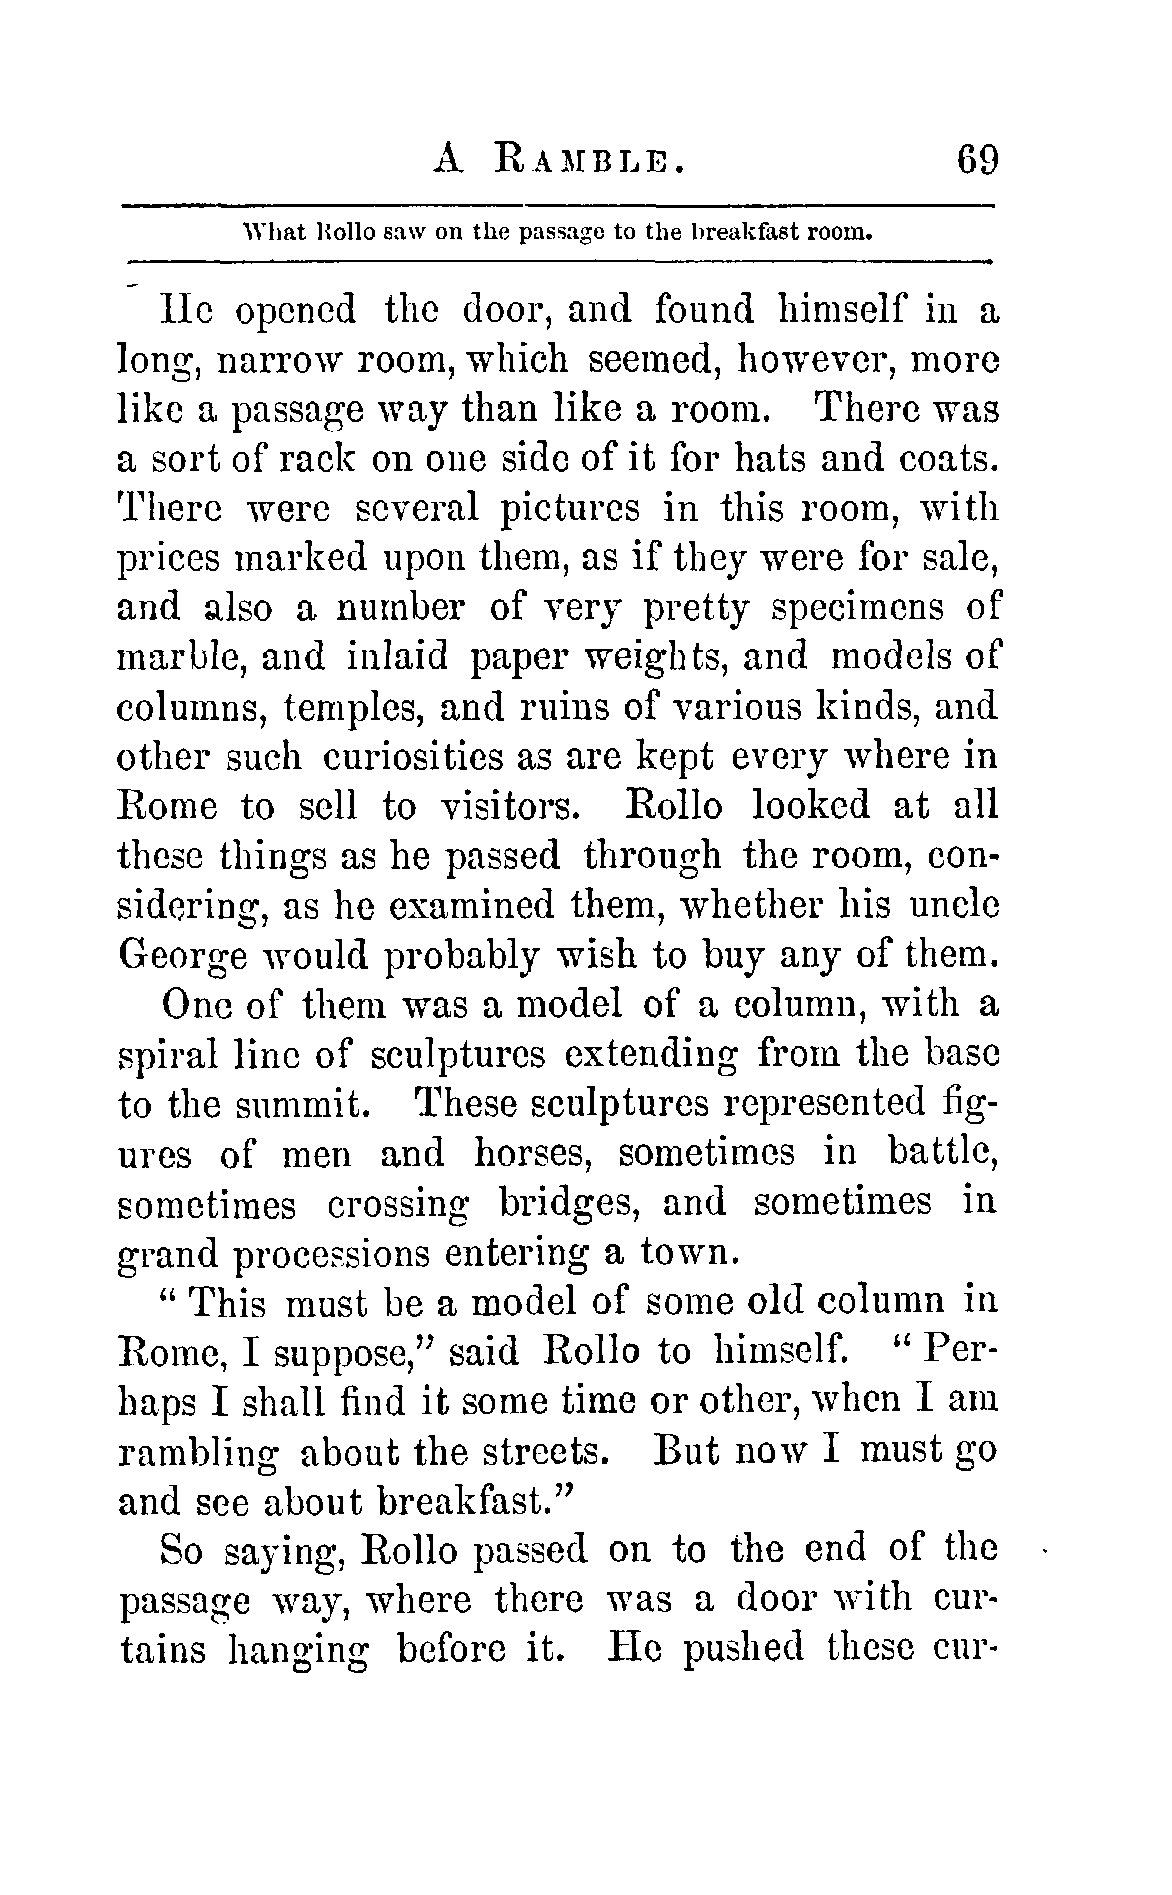 A RAMBLE. 69
What Rollo saw on the passage to the breakfast room.
He opened the door, and found himself in a
long, narrow room, which seemed, however, more
like a passage way than like a room. There was
a sort of rack on one side of it for hats and coats.
There were several pictures in this room, with
prices marked upon them, as if they were for sale,
and also a number of very pretty specimens of
marble, and inlaid paper weights, and models of
columns, temples, and ruins of various kinds, and
other such curiosities as are kept every where in
Rome to sell to visitors. Rollo looked at all
these things as he passed through the room, con-
sidering, as he examined them, whether his uncle
George would probably wish to buy any of them.
One of them was a model of a column, with a
spiral line of sculptures extending from the base
to the summit. These sculptures represented fig-
ures of men and horses, sometimes in battle,
sometimes crossing bridges, and sometimes in
grand processions entering a town.
“ This must be a model of some old column in
Rome, I suppose,” said Rollo to himself. “ Per-
haps I shall find it some time or other, when I am
rambling about the streets. But now I must go
and see about breakfast.”
So saying, Rollo passed on to the end of the
passage way, where there was a door with cur-
tains hanging before it. He pushed these cur-